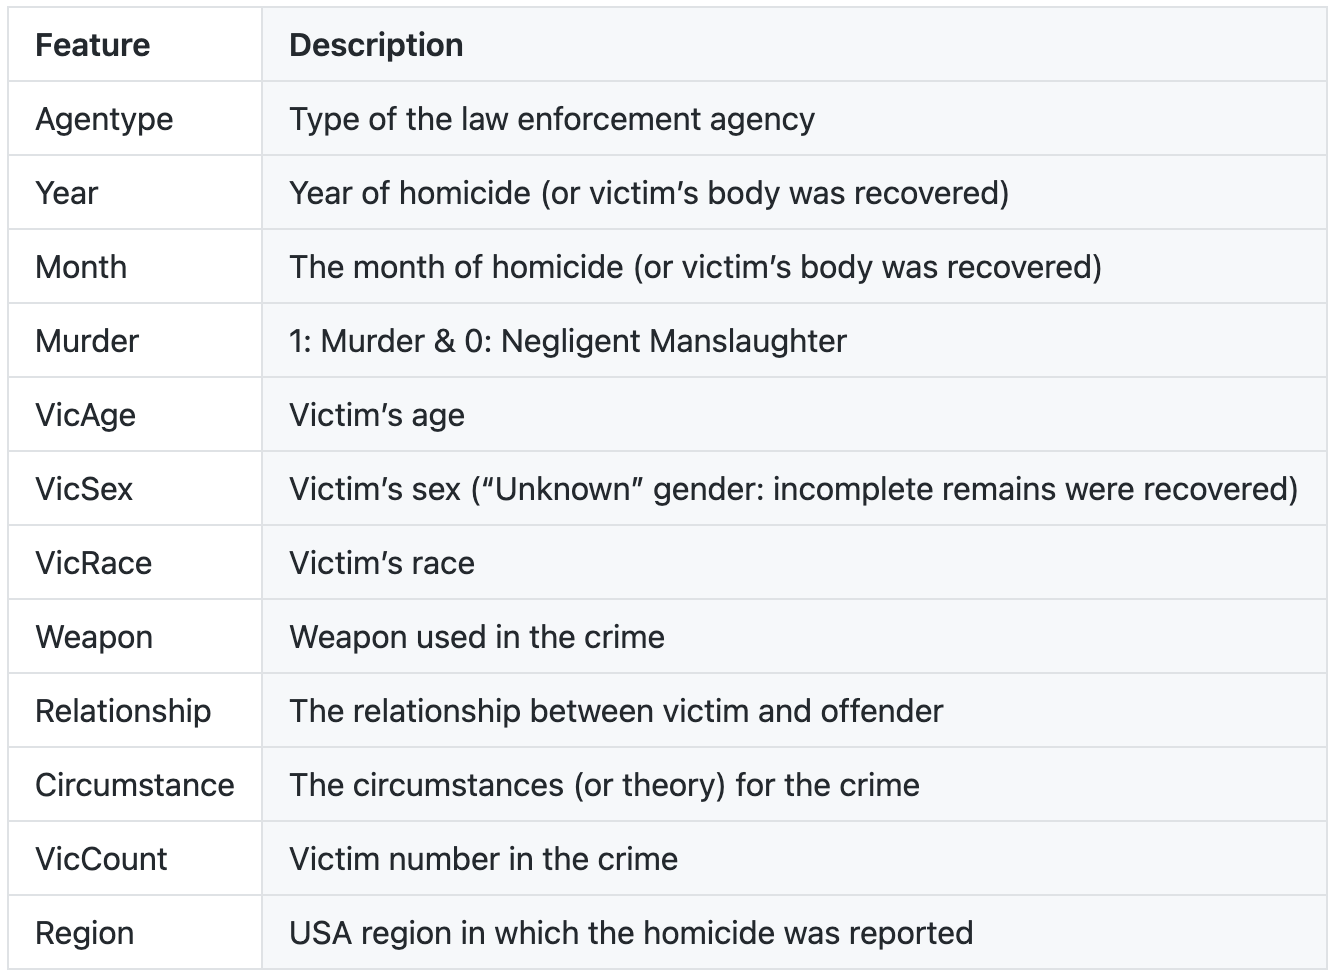 Feature Description
Agentype Type of the law enforcement agency
Year Year of homicide (or victim’s body was recovered)
Month The month of homicide (or victim’s body was recovered)
Murder 1: Murder & 0: Negligent Manslaughter
VicAge Victim’s age
VicSex Victim’s sex (“Unknown” gender: incomplete remains were recovered)
VicRace Victim’s race
Weapon Weapon used in the crime
Relationship The relationship between victim and offender
Circumstance The circumstances (or theory) for the crime
VicCount Victim number in the crime
Region USA region in which the homicide was reported